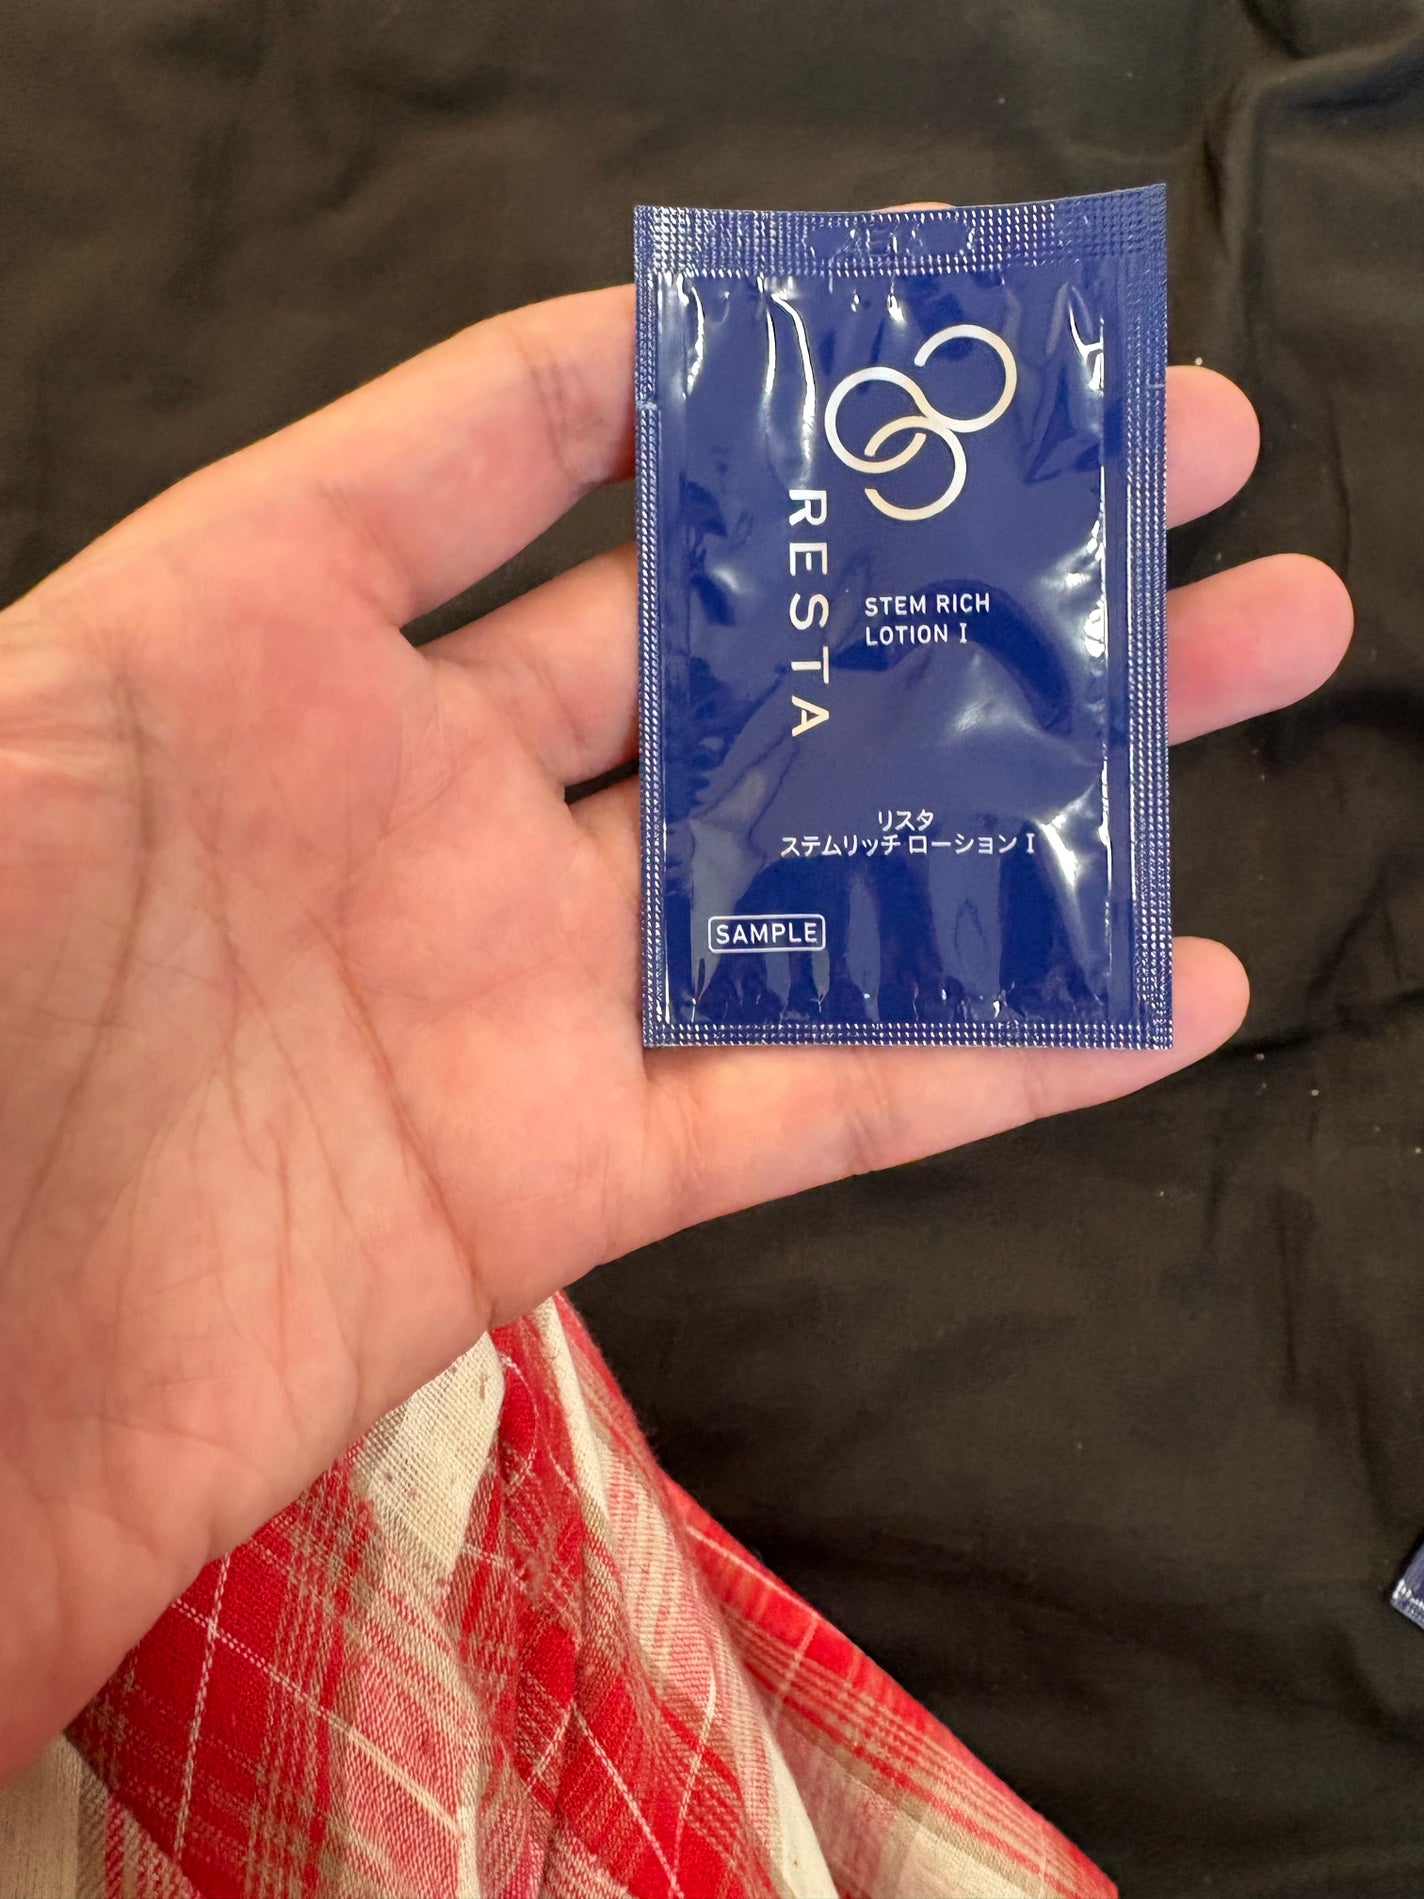 RESTA
STEM RICH
LOTION I
リスタ
ステムリッチ ローション I
SAMPLE